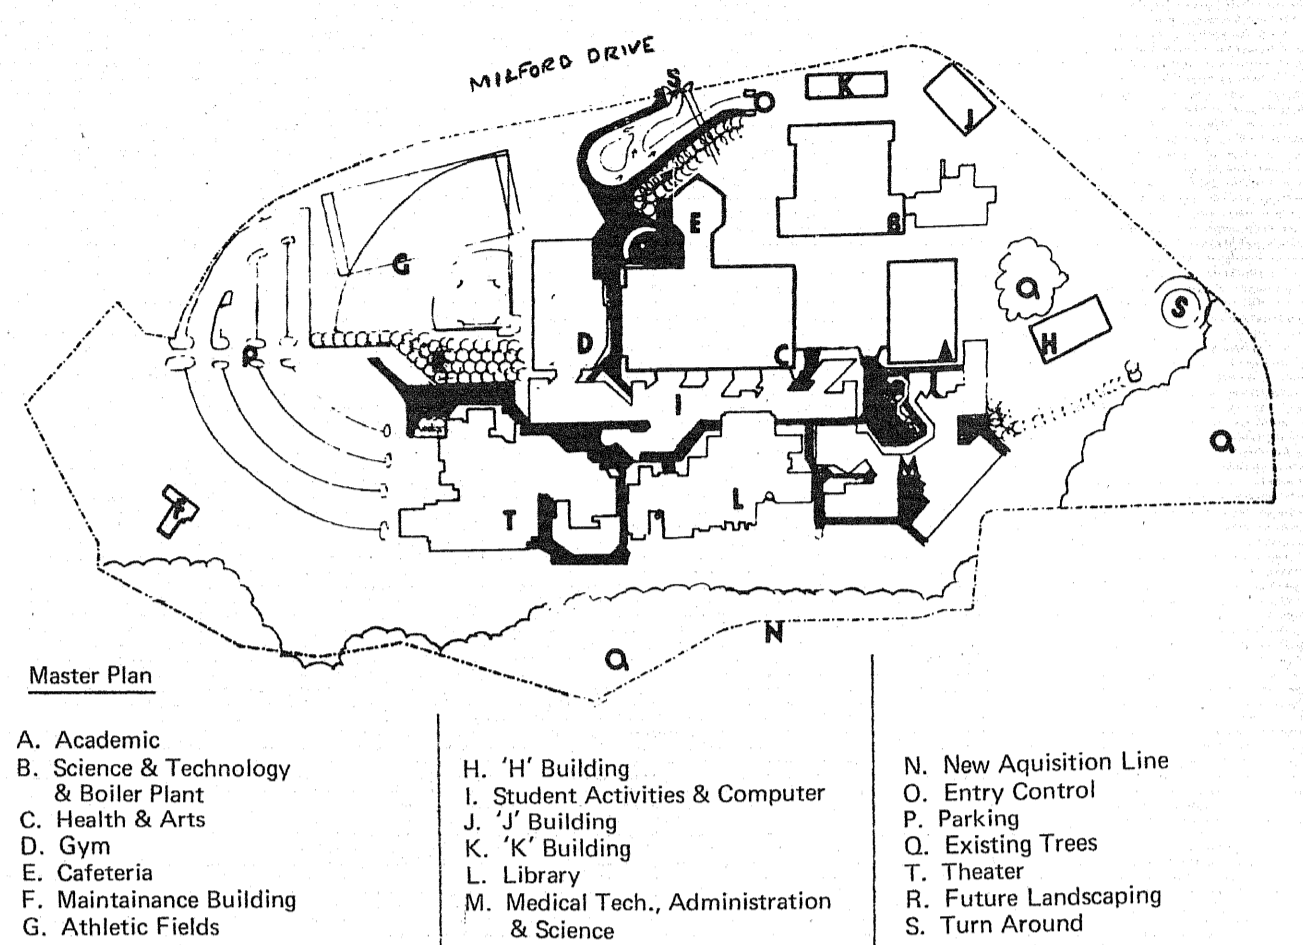 MILFORD DRIVE
S
O
K
J
E
B
G
Q
S
H
P
R
D
C
A
I
Q
M
F
T
L
N
Q
Master Plan
A. Academic
B. Science & Technology
& Boiler Plant
C. Health & Arts
D. Gym
E. Cafeteria
F. Maintainance Building
G. Athletic Fields
H. 'H' Building
I. Student Activities & Computer
J. 'J' Building
K. 'K' Building
L. Library
M. Medical Tech., Administration
& Science
N. New Aquisition Line
O. Entry Control
P. Parking
Q. Existing Trees
T. Theater
R. Future Landscaping
S. Turn Around